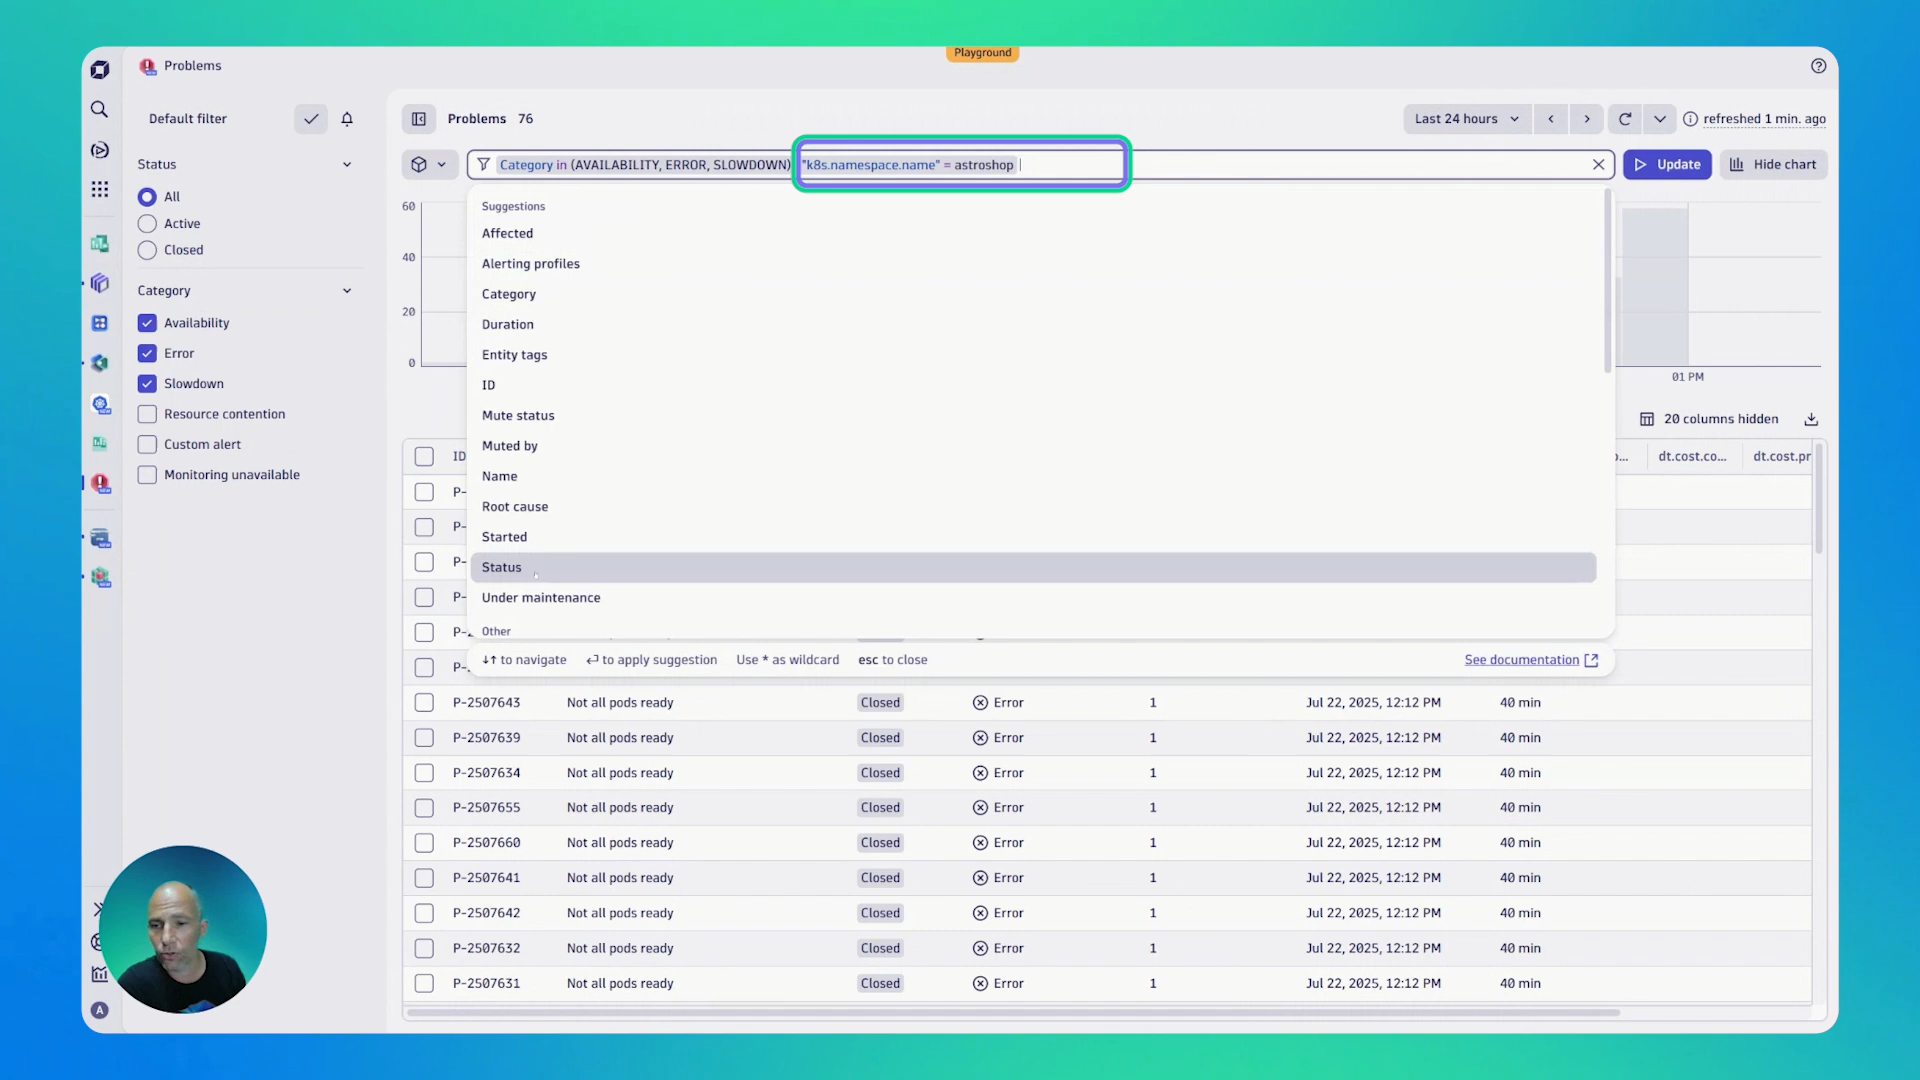 Playground
Problems
Default filter
Problems 76
Last 24 hours
refreshed 1 min. ago
Status
All
Active
Closed
Category
Availability
Error
Slowdown
Resource contention
Custom alert
Monitoring unavailable
Category in (AVAILABILITY, ERROR, SLOWDOWN) "k8s.namespace.name" = astroshop
Update
Hide chart
60
40
20
0
01 PM
Suggestions
Affected
Alerting profiles
Category
Duration
Entity tags
ID
Mute status
Muted by
Name
Root cause
Started
Status
Under maintenance
Other
↓↑ to navigate ↵ to apply suggestion Use * as wildcard esc to close See documentation
20 columns hidden
ID dt.cost.co... dt.cost.pr
P-
P-
P-
P-
P-
P-
P-2507643 Not all pods ready Closed Error 1 Jul 22, 2025, 12:12 PM 40 min
P-2507639 Not all pods ready Closed Error 1 Jul 22, 2025, 12:12 PM 40 min
P-2507634 Not all pods ready Closed Error 1 Jul 22, 2025, 12:12 PM 40 min
P-2507655 Not all pods ready Closed Error 1 Jul 22, 2025, 12:12 PM 40 min
P-2507660 Not all pods ready Closed Error 1 Jul 22, 2025, 12:12 PM 40 min
P-2507641 Not all pods ready Closed Error 1 Jul 22, 2025, 12:12 PM 40 min
P-2507642 Not all pods ready Closed Error 1 Jul 22, 2025, 12:12 PM 40 min
P-2507632 Not all pods ready Closed Error 1 Jul 22, 2025, 12:12 PM 40 min
P-2507631 Not all pods ready Closed Error 1 Jul 22, 2025, 12:12 PM 40 min
A